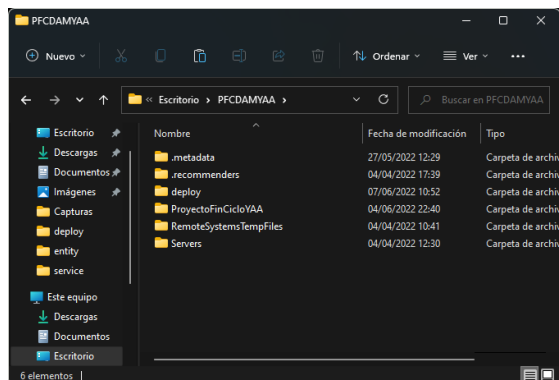 PFCDAMYAA
Nuevo
Ordenar
Ver
« Escritorio > PFCDAMYAA >
Buscar en PFCDAMYAA
Escritorio
Descargas
Documentos
Imágenes
Capturas
deploy
entity
service
Este equipo
Descargas
Documentos
Escritorio
Nombre Fecha de modificación Tipo
.metadata 27/05/2022 12:29 Carpeta de archiv
.recommenders 04/04/2022 17:39 Carpeta de archiv
deploy 07/06/2022 10:52 Carpeta de archiv
ProyectoFinCicloYAA 04/06/2022 22:40 Carpeta de archiv
RemoteSystemsTempFiles 04/04/2022 10:41 Carpeta de archiv
Servers 04/04/2022 12:30 Carpeta de archiv
6 elementos